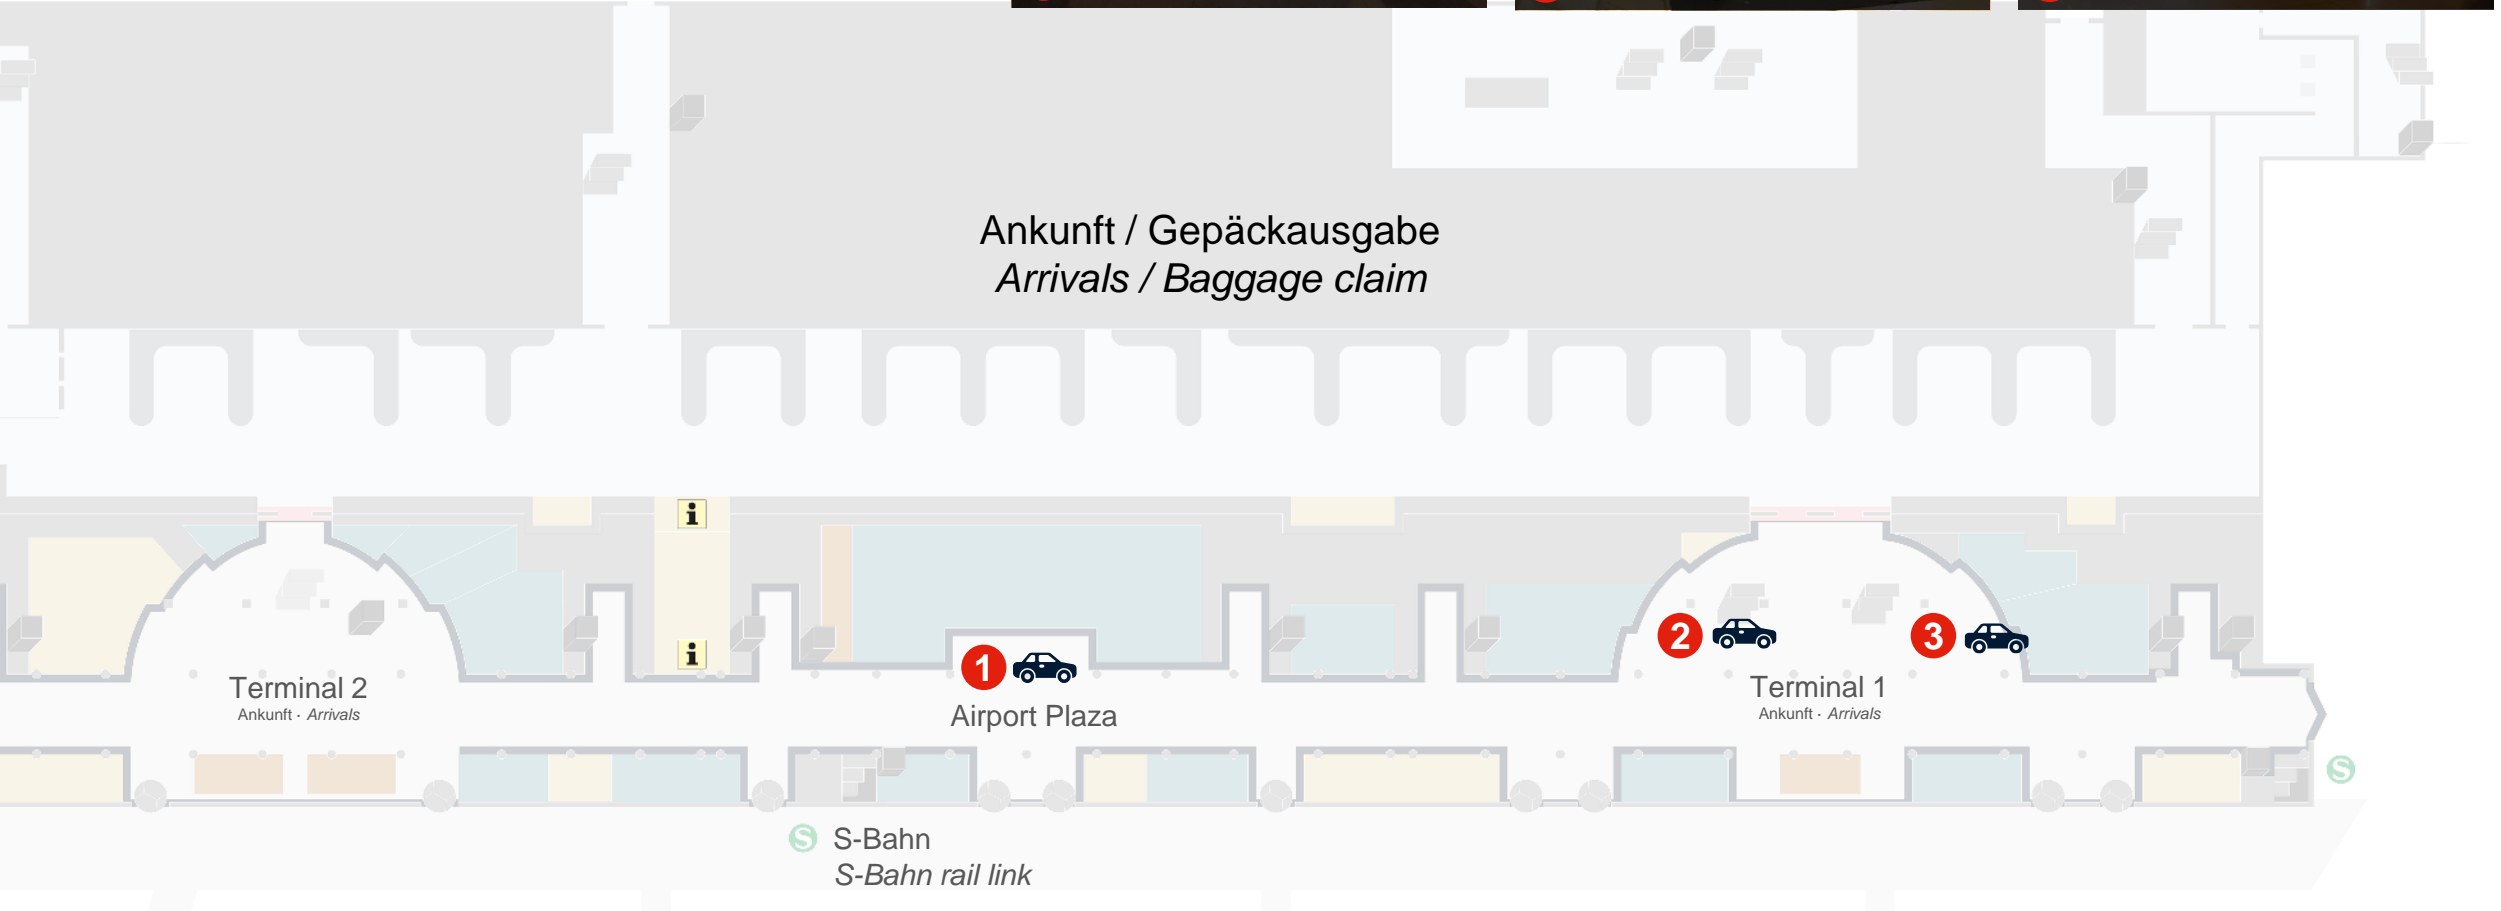 Ankunft / Gepäckausgabe
Arrivals / Baggage claim
i
i
1
2
3
Terminal 2
Ankunft · Arrivals
Airport Plaza
Terminal 1
Ankunft · Arrivals
S
S S-Bahn
S-Bahn rail link